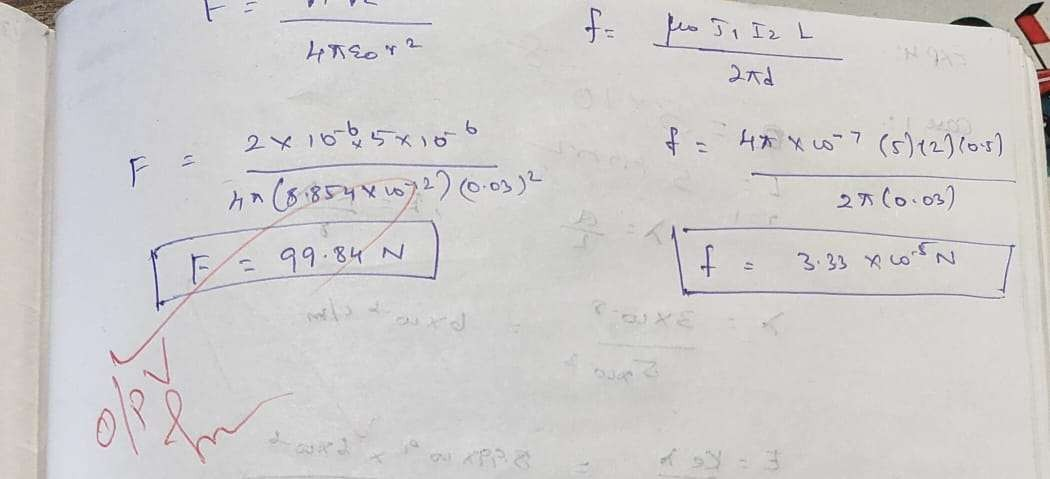 F =
4πε0r²
F = 2 × 10⁻⁶ × 5 × 10⁻⁶
4π (8.854 × 10⁻¹²) (0.03)²
F = 99.84 N
O/P
f = μ0 I1 I2 L
2πd
f = 4π × 10⁻⁷ (5) (2) (0.5)
2π (0.03)
f = 3.33 × 10⁻⁵ N